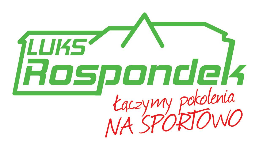 LUKS
Rospondek
Łączymy pokolenia
NA SPORTOWO